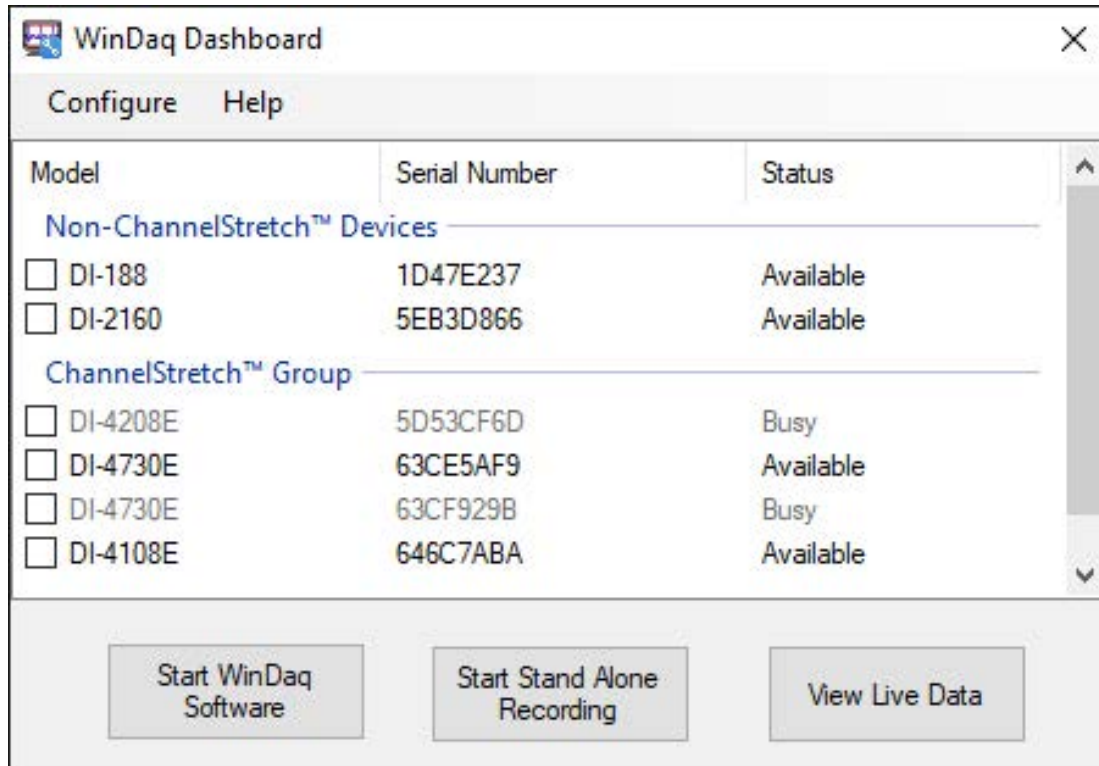 WinDaq Dashboard
Configure Help
Model Serial Number Status
Non-ChannelStretch™ Devices
DI-188 1D47E237 Available
DI-2160 5EB3D866 Available
ChannelStretch™ Group
DI-4208E 5D53CF6D Busy
DI-4730E 63CE5AF9 Available
DI-4730E 63CF929B Busy
DI-4108E 646C7ABA Available
Start WinDaq
Software
Start Stand Alone
Recording
View Live Data